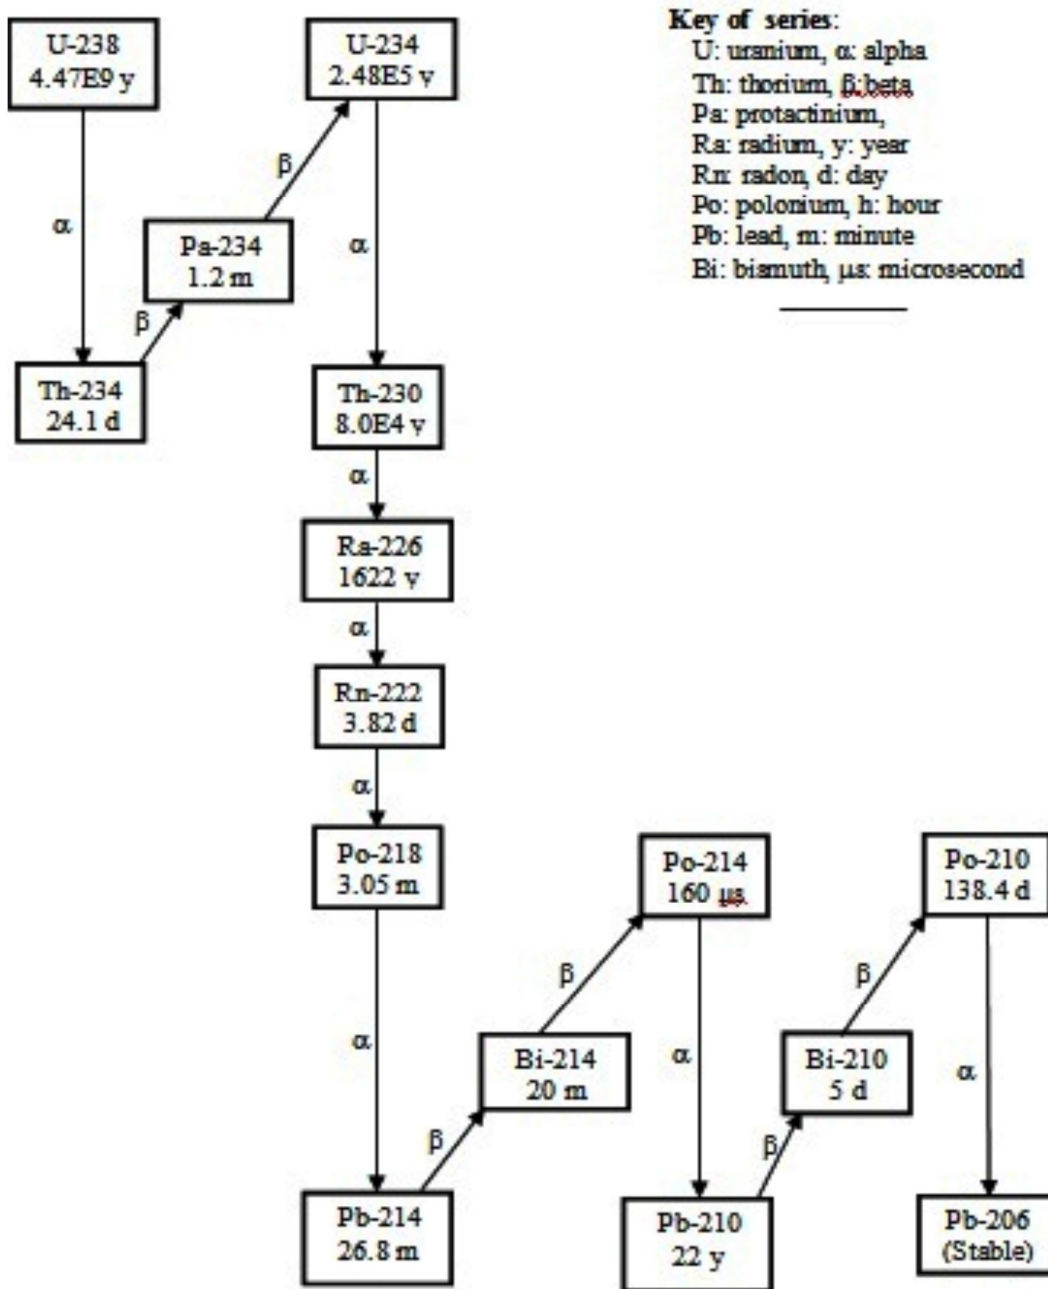 U-238
4.47E9 y
U-234
2.48E5 y
Key of series:
U: uranium, α: alpha
Th: thorium, β:beta
Pa: protactinium,
Ra: radium, y: year
Rn: radon, d: day
Po: polonium, h: hour
Pb: lead, m: minute
Bi: bismuth, μs: microsecond
β
α
Pa-234
1.2 m
α
β
Th-234
24.1 d
Th-230
8.0E4 y
α
Ra-226
1622 y
α
Rn-222
3.82 d
α
Po-218
3.05 m
Po-214
160 μs
Po-210
138.4 d
β
β
α
Bi-214
20 m
α
Bi-210
5 d
α
β
β
Pb-214
26.8 m
Pb-210
22 y
Pb-206
(Stable)